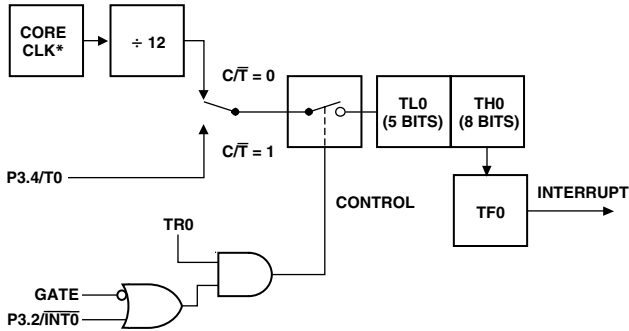 CORE
CLK*
÷ 12
C/T̅ = 0
TL0
(5 BITS)
TH0
(8 BITS)
C/T̅ = 1
P3.4/T0
INTERRUPT
CONTROL
TF0
TR0
GATE
P3.2/I̅N̅T̅0̅